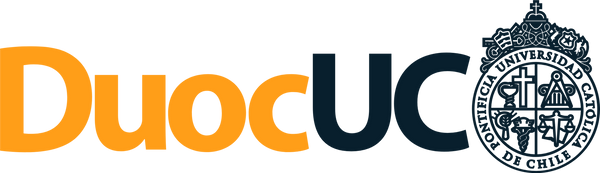 DuocUC
PONTIFICIA UNIVERSIDAD CATOLICA
DE CHILE